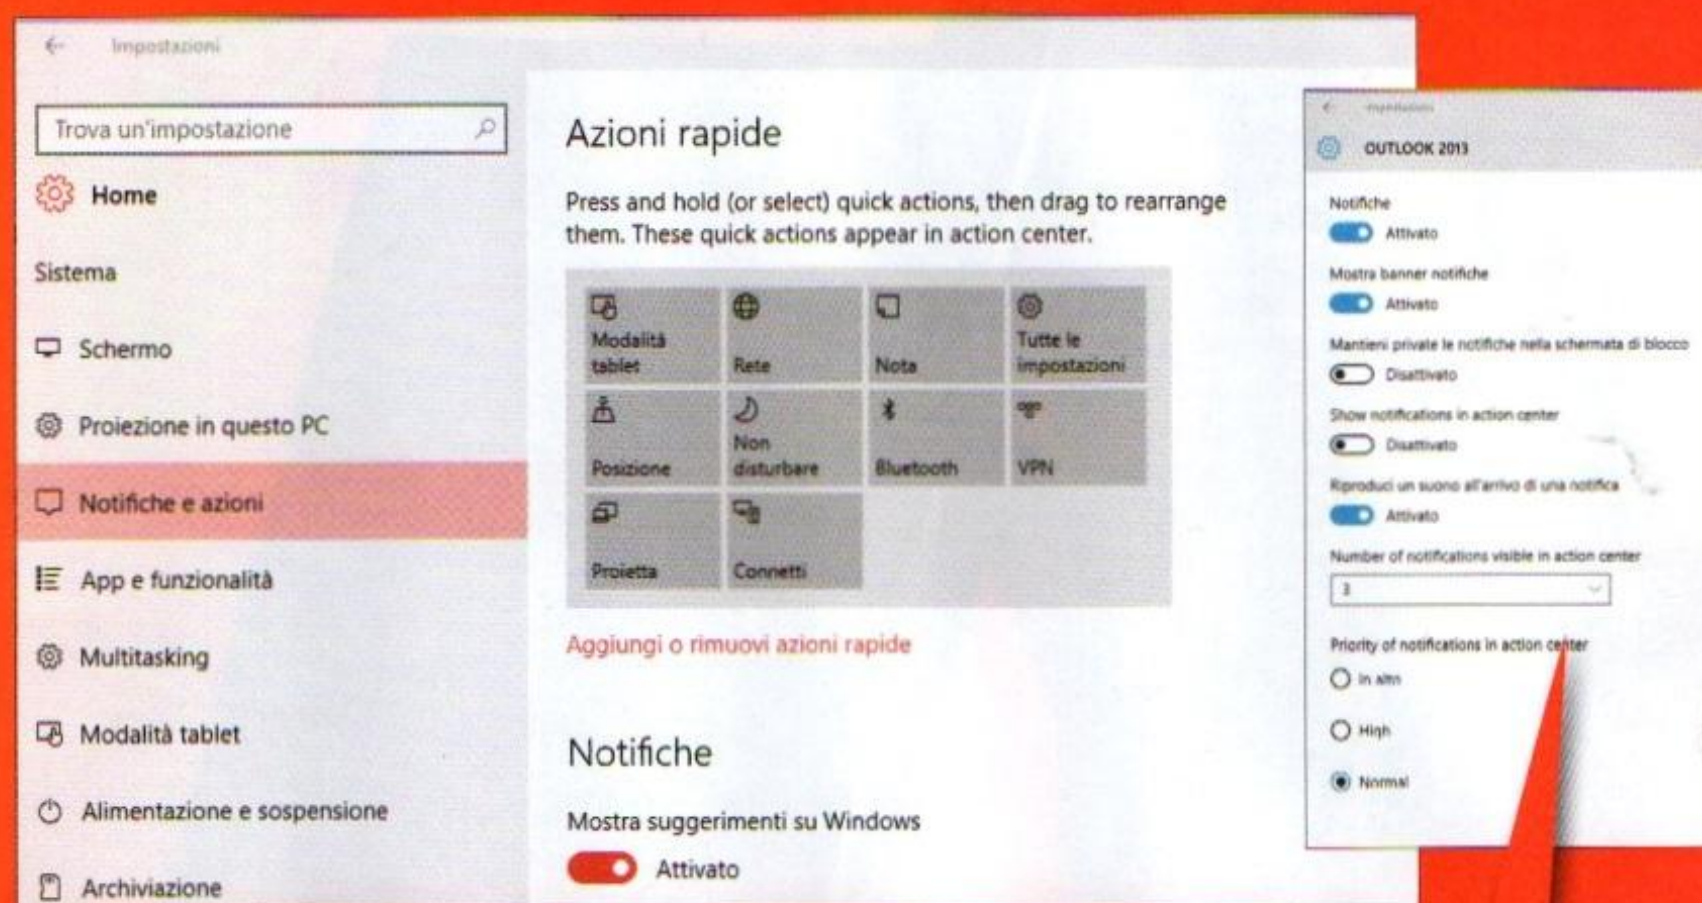 Impostazioni
Trova un'impostazione
Home
Sistema
Schermo
Proiezione in questo PC
Notifiche e azioni
App e funzionalità
Multitasking
Modalità tablet
Alimentazione e sospensione
Archiviazione
Azioni rapide
Press and hold (or select) quick actions, then drag to rearrange
them. These quick actions appear in action center.
Modalità
tablet
Rete
Nota
Tutte le
impostazioni
Posizione
Non
disturbare
Bluetooth
VPN
Proietta
Connetti
Aggiungi o rimuovi azioni rapide
Notifiche
Mostra suggerimenti su Windows
Attivato
Impostazioni
OUTLOOK 2013
Notifiche
Attivato
Mostra banner notifiche
Attivato
Mantieni private le notifiche nella schermata di blocco
Disattivato
Show notifications in action center
Disattivato
Riproduci un suono all'arrivo di una notifica
Attivato
Number of notifications visible in action center
3
Priority of notifications in action center
In alto
High
Normal